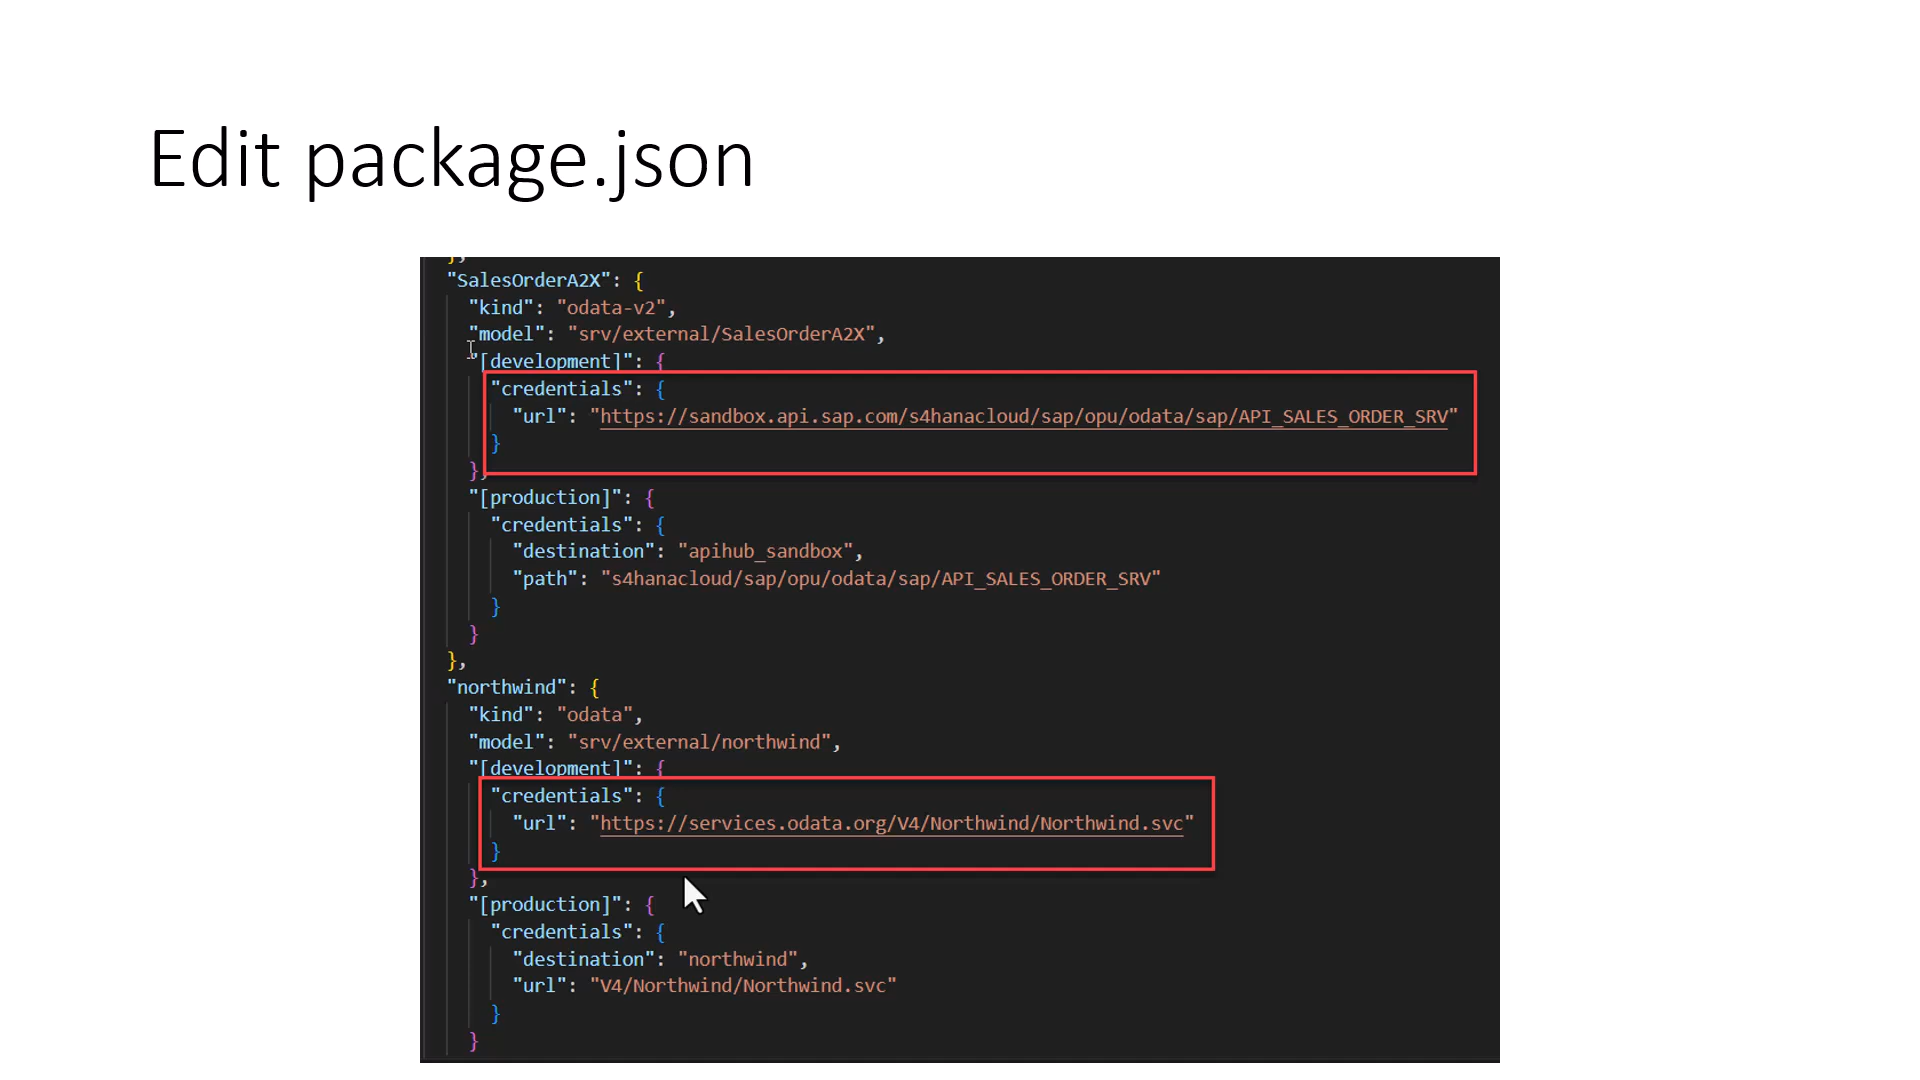 Edit package.json
},
"SalesOrderA2X": {
"kind": "odata-v2",
"model": "srv/external/SalesOrderA2X",
"[development]": {
"credentials": {
"url": "https://sandbox.api.sap.com/s4hanacloud/sap/opu/odata/sap/API_SALES_ORDER_SRV"
}
},
"[production]": {
"credentials": {
"destination": "apihub_sandbox",
"path": "s4hanacloud/sap/opu/odata/sap/API_SALES_ORDER_SRV"
}
}
},
"northwind": {
"kind": "odata",
"model": "srv/external/northwind",
"[development]": {
"credentials": {
"url": "https://services.odata.org/V4/Northwind/Northwind.svc"
}
},
"[production]": {
"credentials": {
"destination": "northwind",
"url": "V4/Northwind/Northwind.svc"
}
}